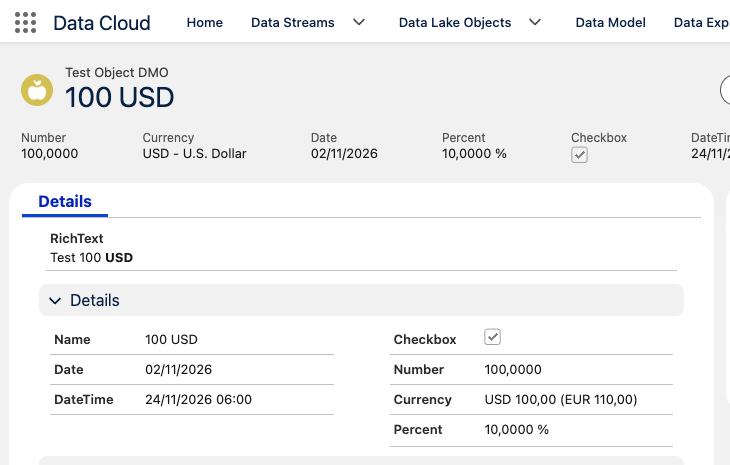 Data Cloud Home Data Streams Data Lake Objects Data Model Data Exp
Test Object DMO
100 USD
Number Currency Date Percent Checkbox DateTi
100,0000 USD - U.S. Dollar 02/11/2026 10,0000 % 24/11/2
Details
RichText
Test 100 USD
Details
Name 100 USD Checkbox
Date 02/11/2026 Number 100,0000
DateTime 24/11/2026 06:00 Currency USD 100,00 (EUR 110,00)
Percent 10,0000 %